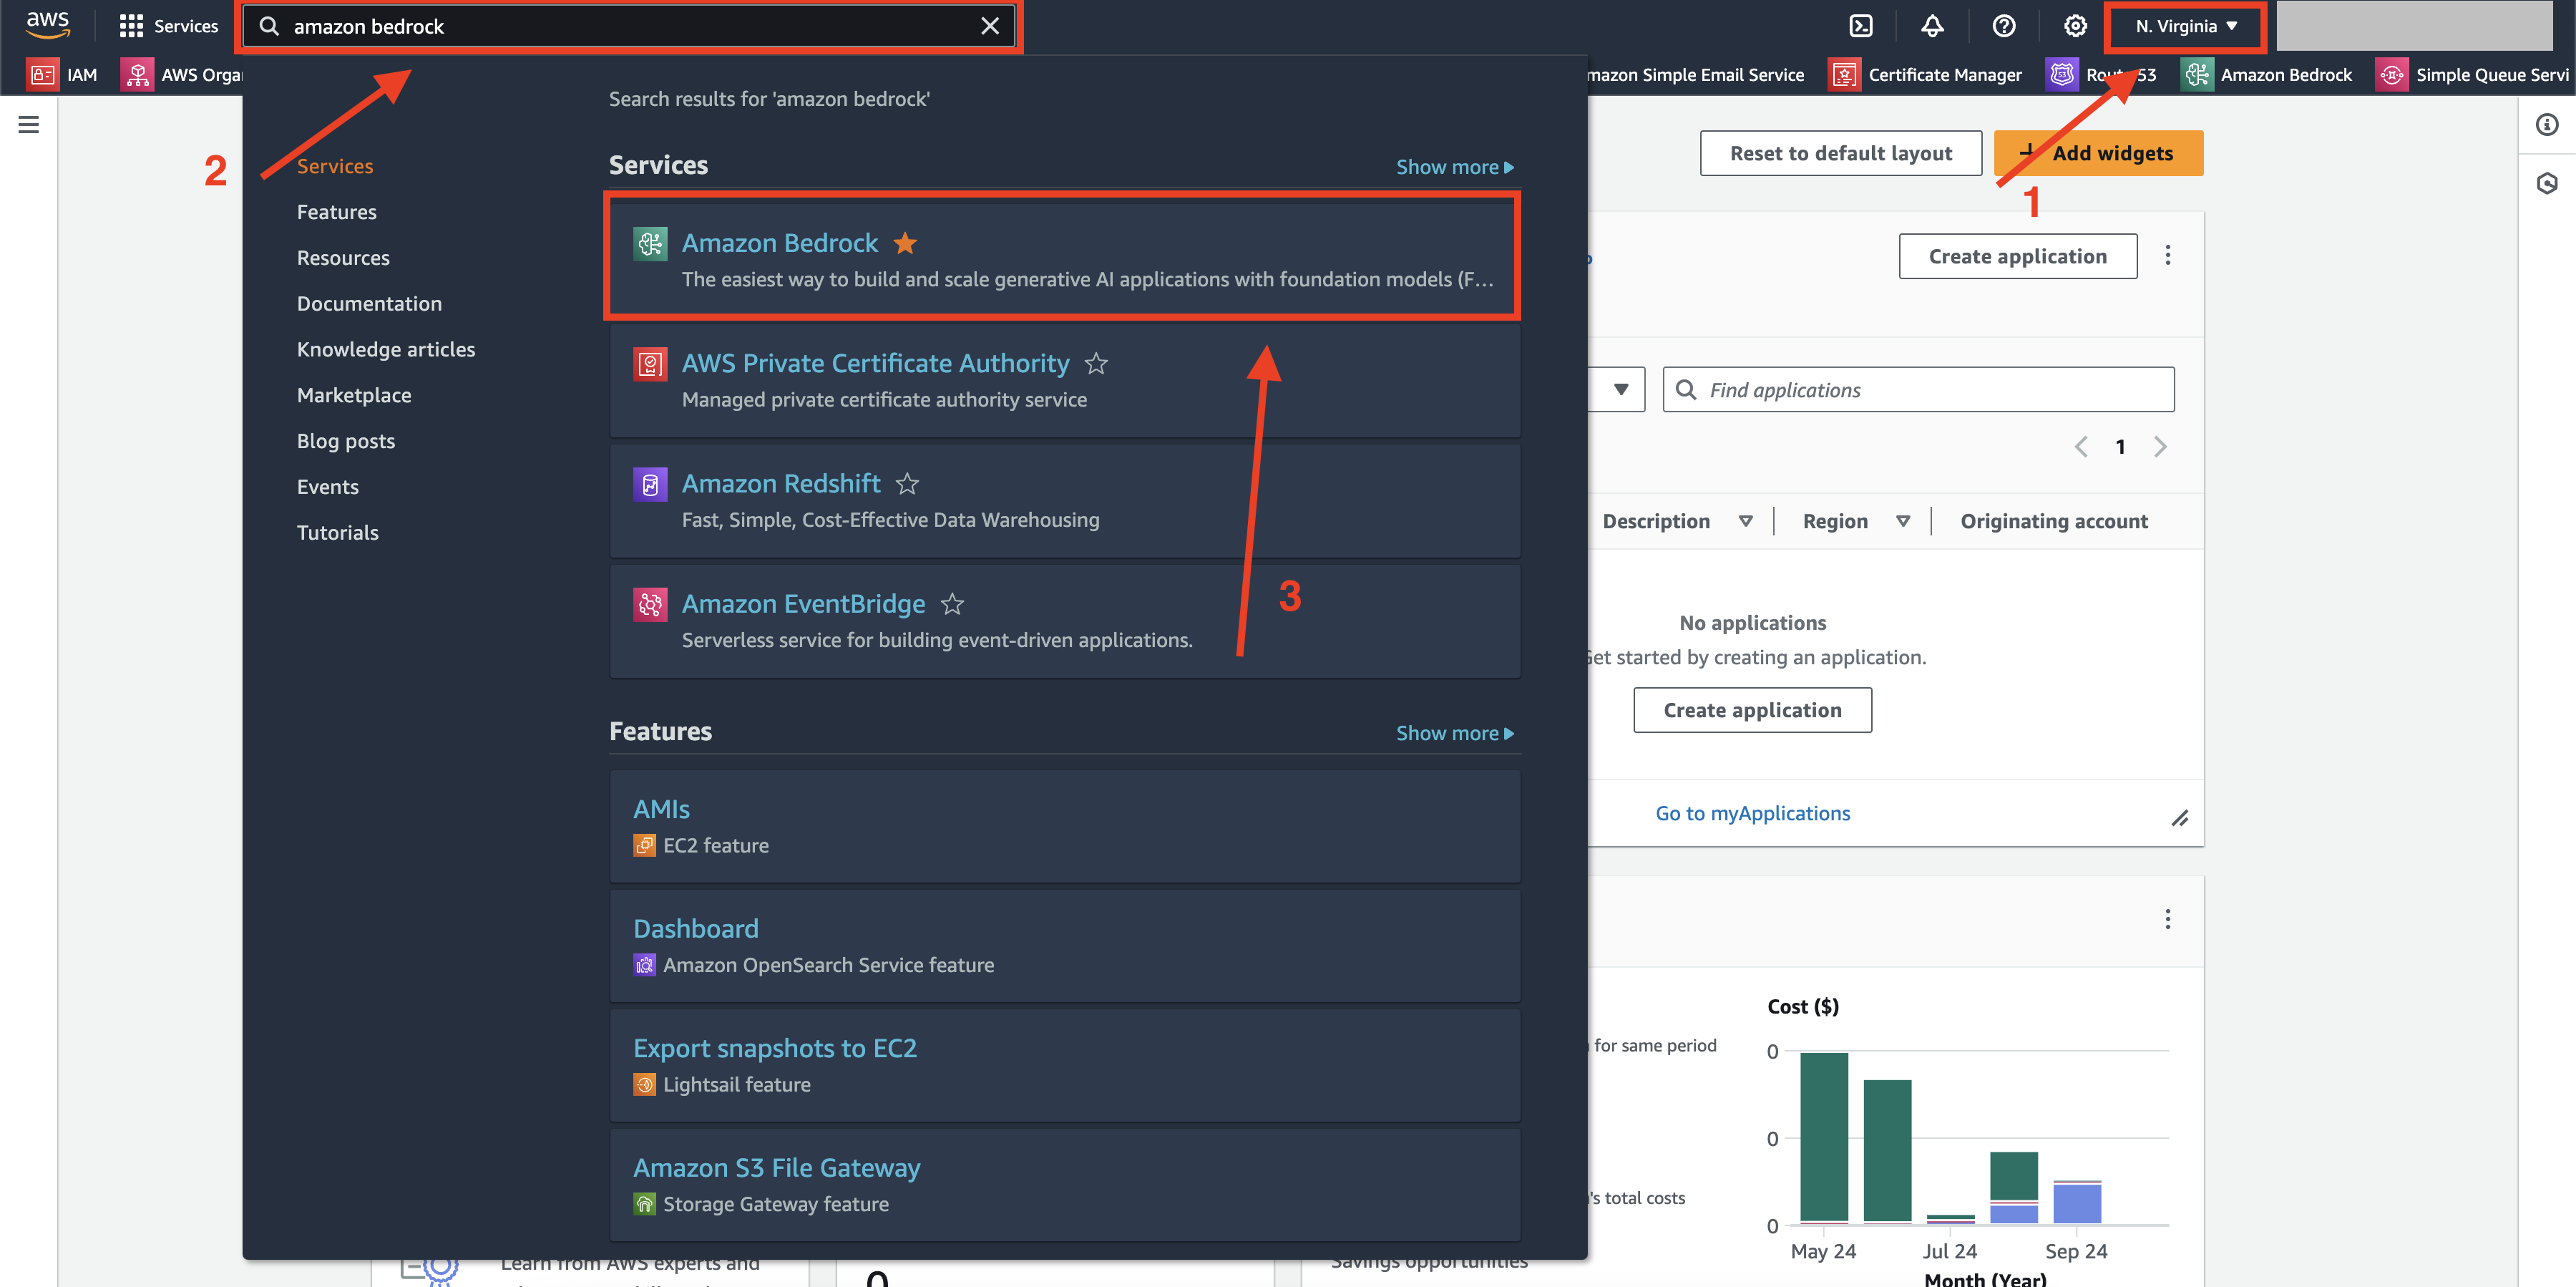 aws
Services
amazon bedrock
N. Virginia
IAM
AWS Orga
mazon Simple Email Service
Certificate Manager
Route 53
Amazon Bedrock
Simple Queue Servi
Search results for 'amazon bedrock'
2
Services
Features
Resources
Documentation
Knowledge articles
Marketplace
Blog posts
Events
Tutorials
Services
Show more
Amazon Bedrock
The easiest way to build and scale generative AI applications with foundation models (F...
AWS Private Certificate Authority
Managed private certificate authority service
Amazon Redshift
Fast, Simple, Cost-Effective Data Warehousing
Amazon EventBridge
Serverless service for building event-driven applications.
3
Features
Show more
AMIs
EC2 feature
Dashboard
Amazon OpenSearch Service feature
Export snapshots to EC2
Lightsail feature
Amazon S3 File Gateway
Storage Gateway feature
Reset to default layout
+ Add widgets
1
Create application
Find applications
1
Description
Region
Originating account
No applications
Get started by creating an application.
Create application
Go to myApplications
Cost ($)
for same period
's total costs
0
0
0
May 24
Jul 24
Sep 24
Month (Year)
Learn from AWS experts and
0
Savings opportunities